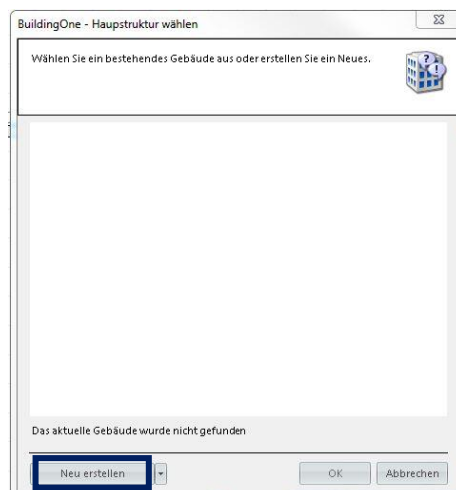 BuildingOne - Haupstruktur wählen
Wählen Sie ein bestehendes Gebäude aus oder erstellen Sie ein Neues.
Das aktuelle Gebäude wurde nicht gefunden
Neu erstellen
OK
Abbrechen